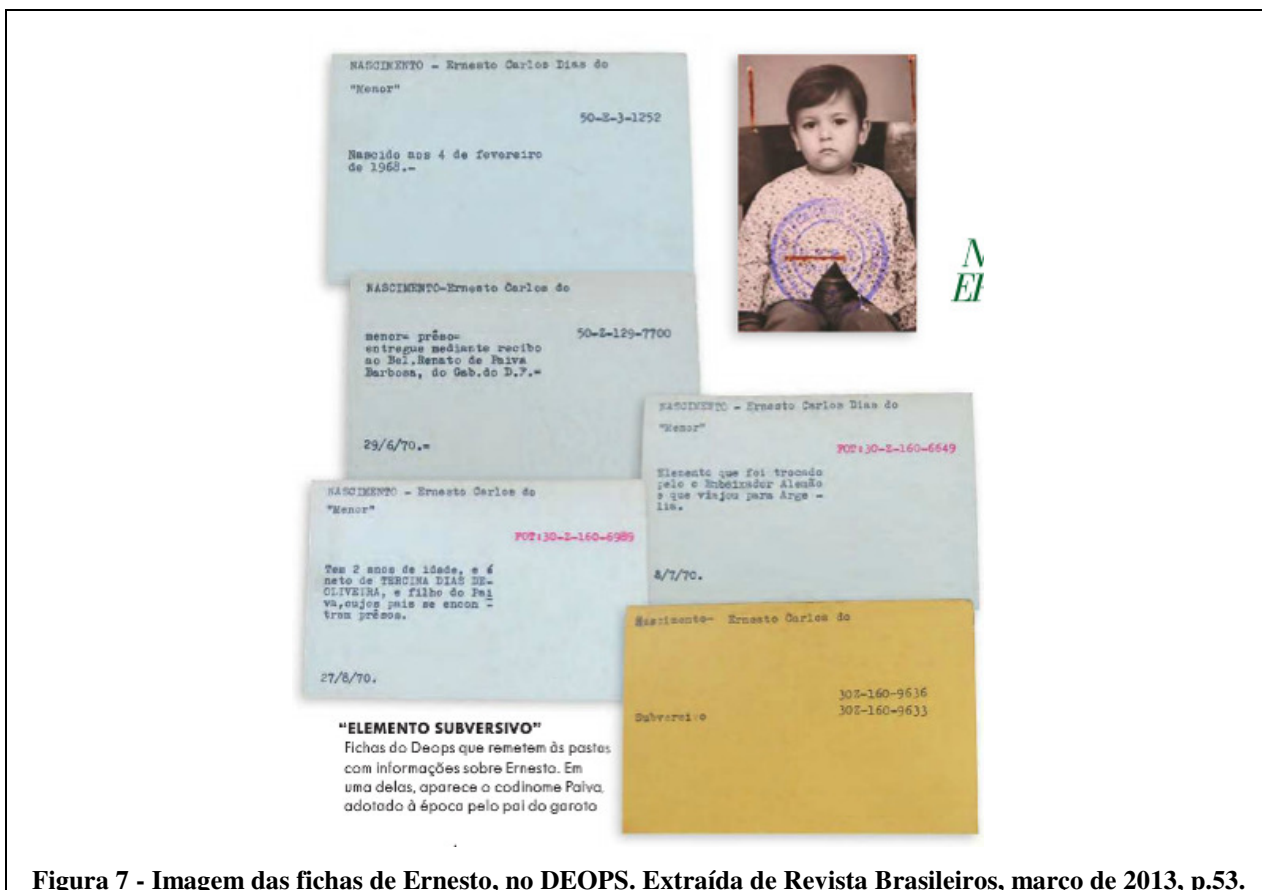 NASCIMENTO - Ernesto Carlos Dias do
"Menor"
50-Z-3-1252
Nascido aos 4 de fevereiro
de 1968.-
NASCIMENTO-Ernesto Carlos do
50-Z-129-7700
menor= prêso=
entregue mediante recibo
ao Bel.Renato de Paiva
Barbosa, do Gab.do D.F.=
29/6/70.=
NASCIMENTO - Ernesto Carlos Dias do
"Menor"
FOT:30-Z-160-6649
Elemento que foi trocado
pelo o Embaixador Alemão
e que viajou para Arge -
lia.
8/7/70.
NASCIMENTO - Ernesto Carlos do
"Menor"
FOT:30-Z-160-6989
Tem 2 anos de idade, e é
neto de TERCINA DIAS DE-
OLIVEIRA, e filho do Pai
va,cujos pais se encon -
tram prêsos.
27/8/70.
Nascimento- Ernesto Carlos do
30Z-160-9636
30Z-160-9633
Subversivo
"ELEMENTO SUBVERSIVO"
Fichas do Deops que remetem às pastas
com informações sobre Ernesto. Em
uma delas, aparece o codinome Paiva,
adotado à época pelo pai do garoto
Figura 7 - Imagem das fichas de Ernesto, no DEOPS. Extraída de Revista Brasileiros, março de 2013, p.53.